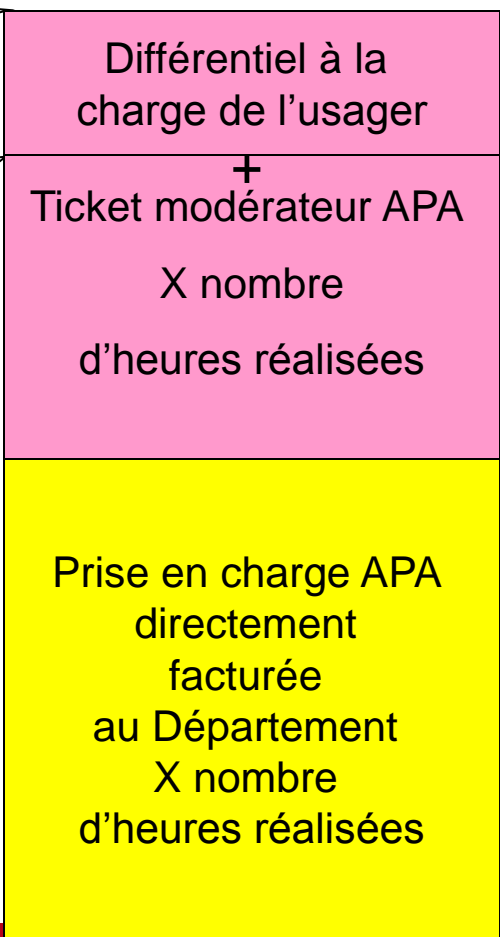 Différentiel à la
charge de l’usager
+
Ticket modérateur APA
X nombre
d’heures réalisées
Prise en charge APA
directement
facturée
au Département
X nombre
d’heures réalisées